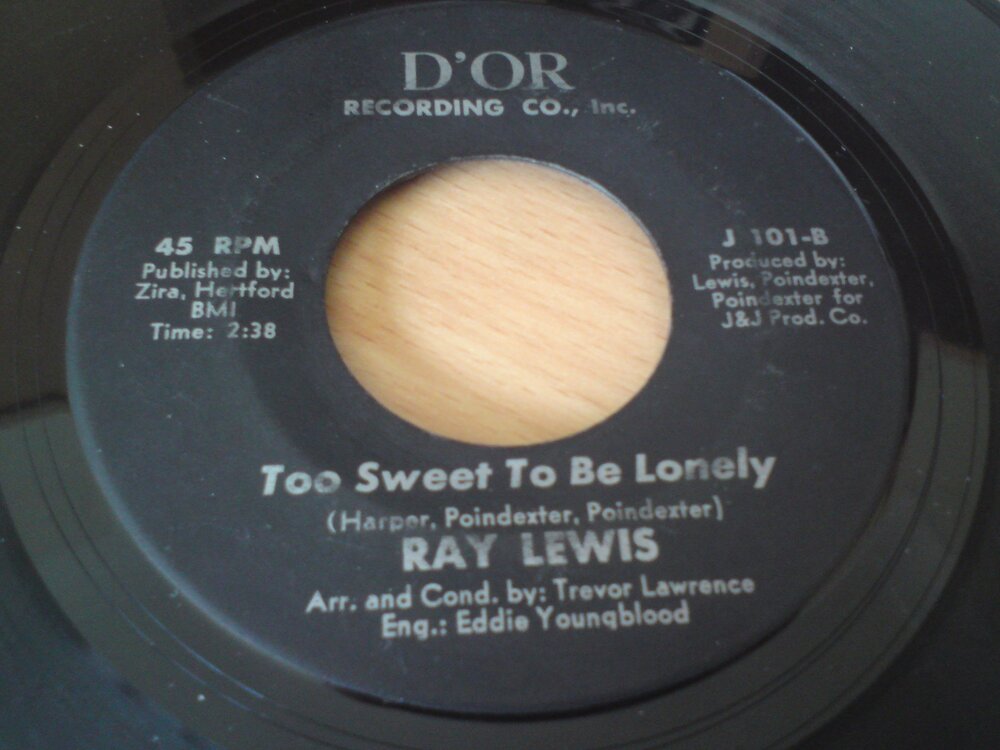 D'OR
RECORDING CO., Inc.
45 RPM
Published by:
Zira, Hertford
BMI
Time: 2:38
J 101-B
Produced by:
Lewis, Poindexter,
Poindexter for
J&J Prod. Co.
Too Sweet To Be Lonely
(Harper, Poindexter, Poindexter)
RAY LEWIS
Arr. and Cond. by: Trevor Lawrence
Eng.: Eddie Youngblood